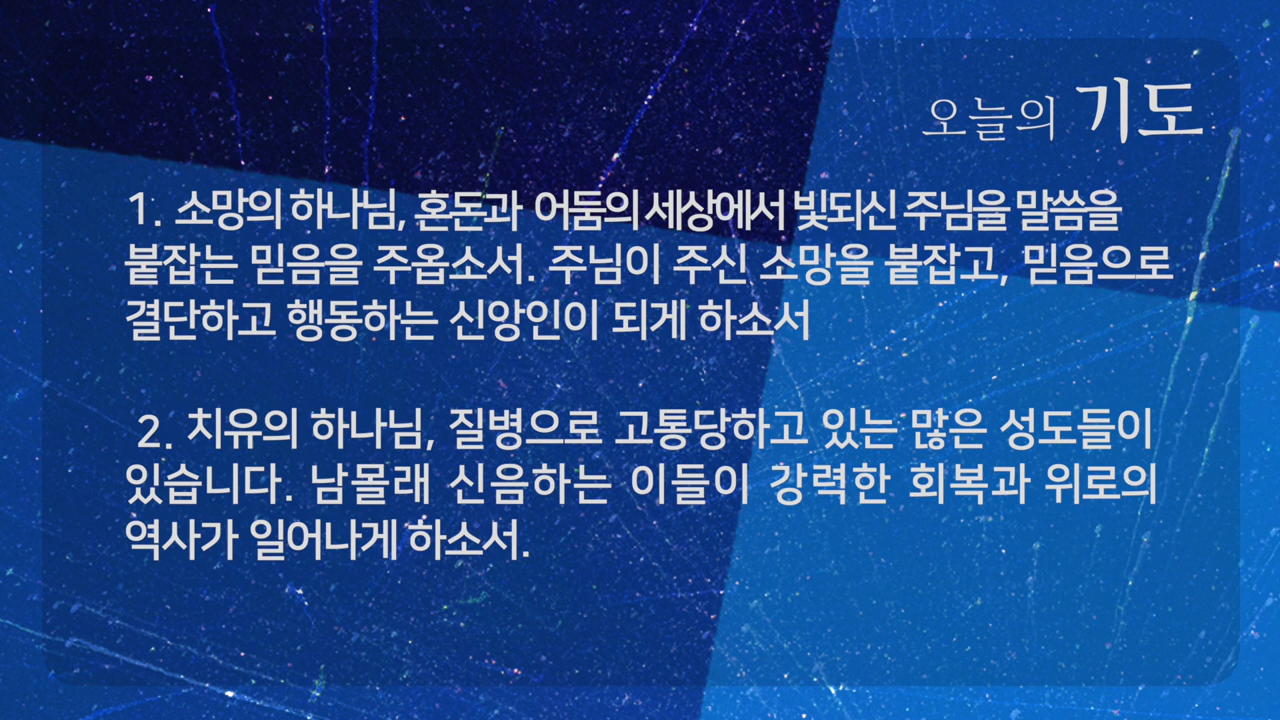 오늘의 기도
1. 소망의 하나님, 혼돈과 어둠의 세상에서 빛되신 주님을 말씀을
붙잡는 믿음을 주옵소서. 주님이 주신 소망을 붙잡고, 믿음으로
결단하고 행동하는 신앙인이 되게 하소서
2. 치유의 하나님, 질병으로 고통당하고 있는 많은 성도들이
있습니다. 남몰래 신음하는 이들이 강력한 회복과 위로의
역사가 일어나게 하소서.